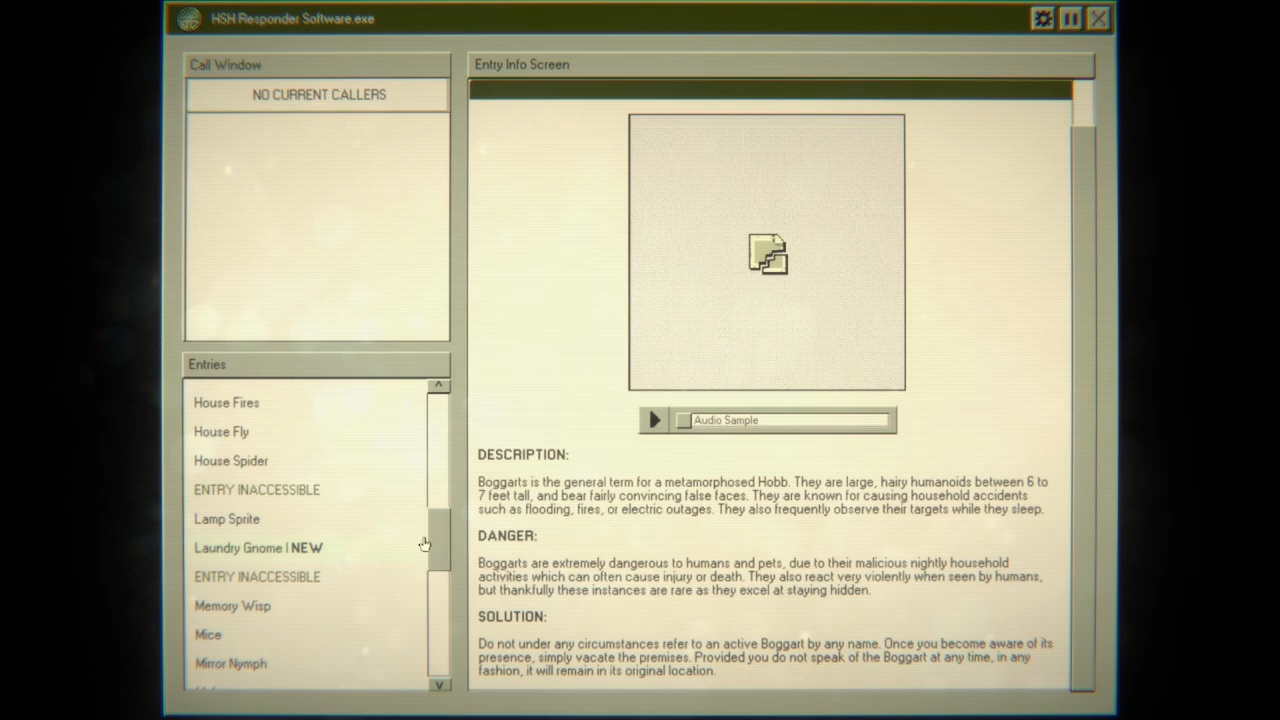 HSH Responder Software.exe
Call Window
NO CURRENT CALLERS
Entries
House Fires
House Fly
House Spider
ENTRY INACCESSIBLE
Lamp Sprite
Laundry Gnome | NEW
ENTRY INACCESSIBLE
Memory Wisp
Mice
Mirror Nymph
Entry Info Screen
Audio Sample
DESCRIPTION:
Boggarts is the general term for a metamorphosed Hobb. They are large, hairy humanoids between 6 to
7 feet tall, and bear fairly convincing false faces. They are known for causing household accidents
such as flooding, fires, or electric outages. They also frequently observe their targets while they sleep.
DANGER:
Boggarts are extremely dangerous to humans and pets, due to their malicious nightly household
activities which can often cause injury or death. They also react very violently when seen by humans,
but thankfully these instances are rare as they excel at staying hidden.
SOLUTION:
Do not under any circumstances refer to an active Boggart by any name. Once you become aware of its
presence, simply vacate the premises. Provided you do not speak of the Boggart at any time, in any
fashion, it will remain in its original location.